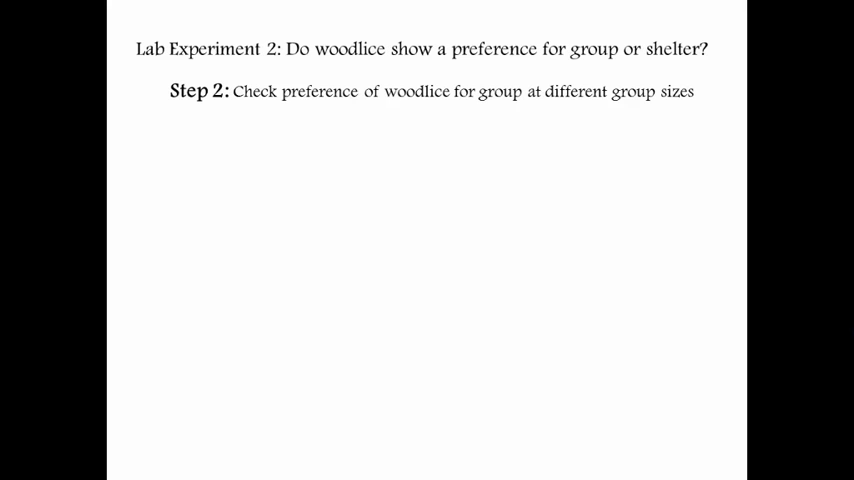 Lab Experiment 2: Do woodlice show a preference for group or shelter?
Step 2: Check preference of woodlice for group at different group sizes